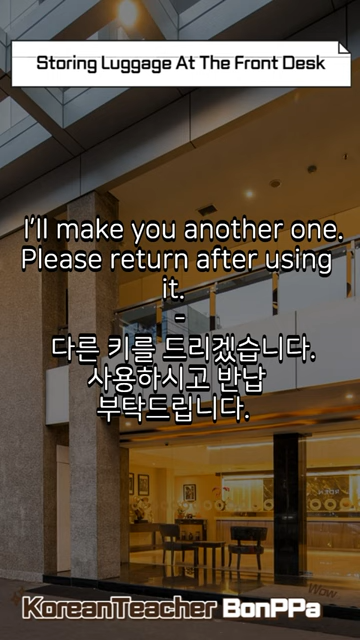 Storing Luggage At The Front Desk
I'll make you another one.
Please return after using
it.
-
다른 키를 드리겠습니다.
사용하시고 반납
부탁드립니다.
KoreanTeacher BonPPa